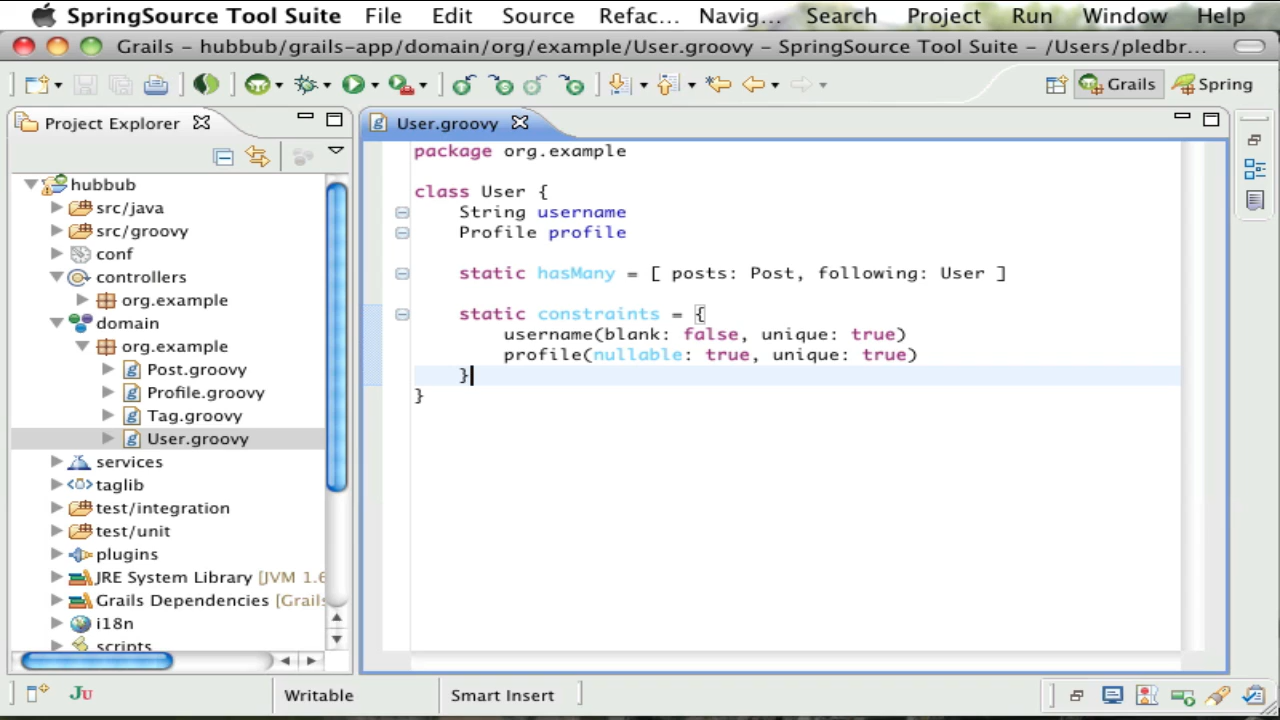 SpringSource Tool Suite File Edit Source Refac... Navig... Search Project Run Window Help
Grails – hubbub/grails-app/domain/org/example/User.groovy – SpringSource Tool Suite – /Users/pledbr...
Grails Spring
Project Explorer
hubbub
src/java
src/groovy
conf
controllers
org.example
domain
org.example
Post.groovy
Profile.groovy
Tag.groovy
User.groovy
services
taglib
test/integration
test/unit
plugins
JRE System Library [JVM 1.6
Grails Dependencies [Grails
i18n
scripts
User.groovy
package org.example
class User {
String username
Profile profile
static hasMany = [ posts: Post, following: User ]
static constraints = {
username(blank: false, unique: true)
profile(nullable: true, unique: true)
}
}
Ju Writable Smart Insert